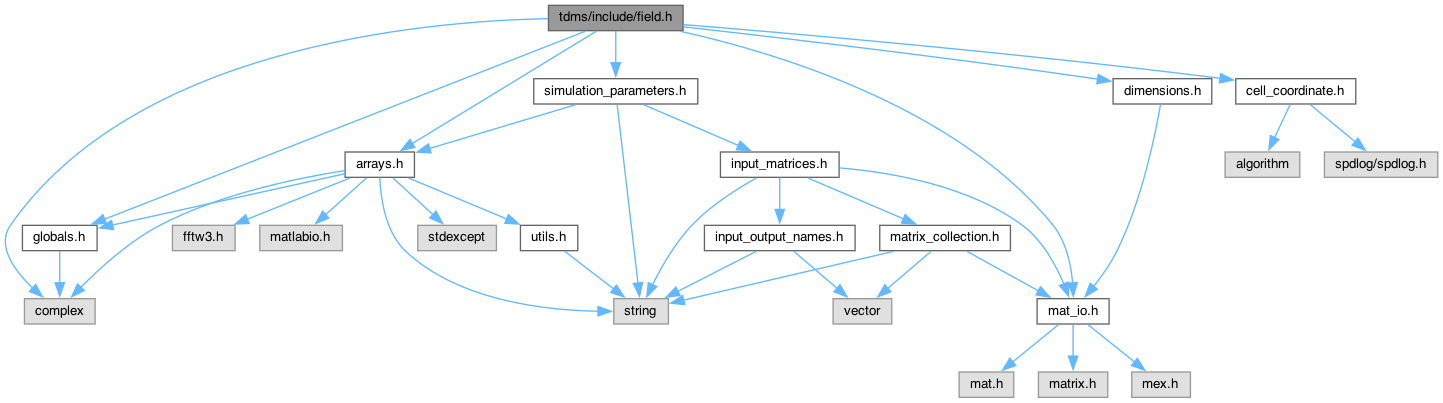 tdms/include/field.h
simulation_parameters.h
dimensions.h
cell_coordinate.h
arrays.h
input_matrices.h
algorithm
spdlog/spdlog.h
globals.h
fftw3.h
matlabio.h
stdexcept
utils.h
input_output_names.h
matrix_collection.h
complex
string
vector
mat_io.h
mat.h
matrix.h
mex.h